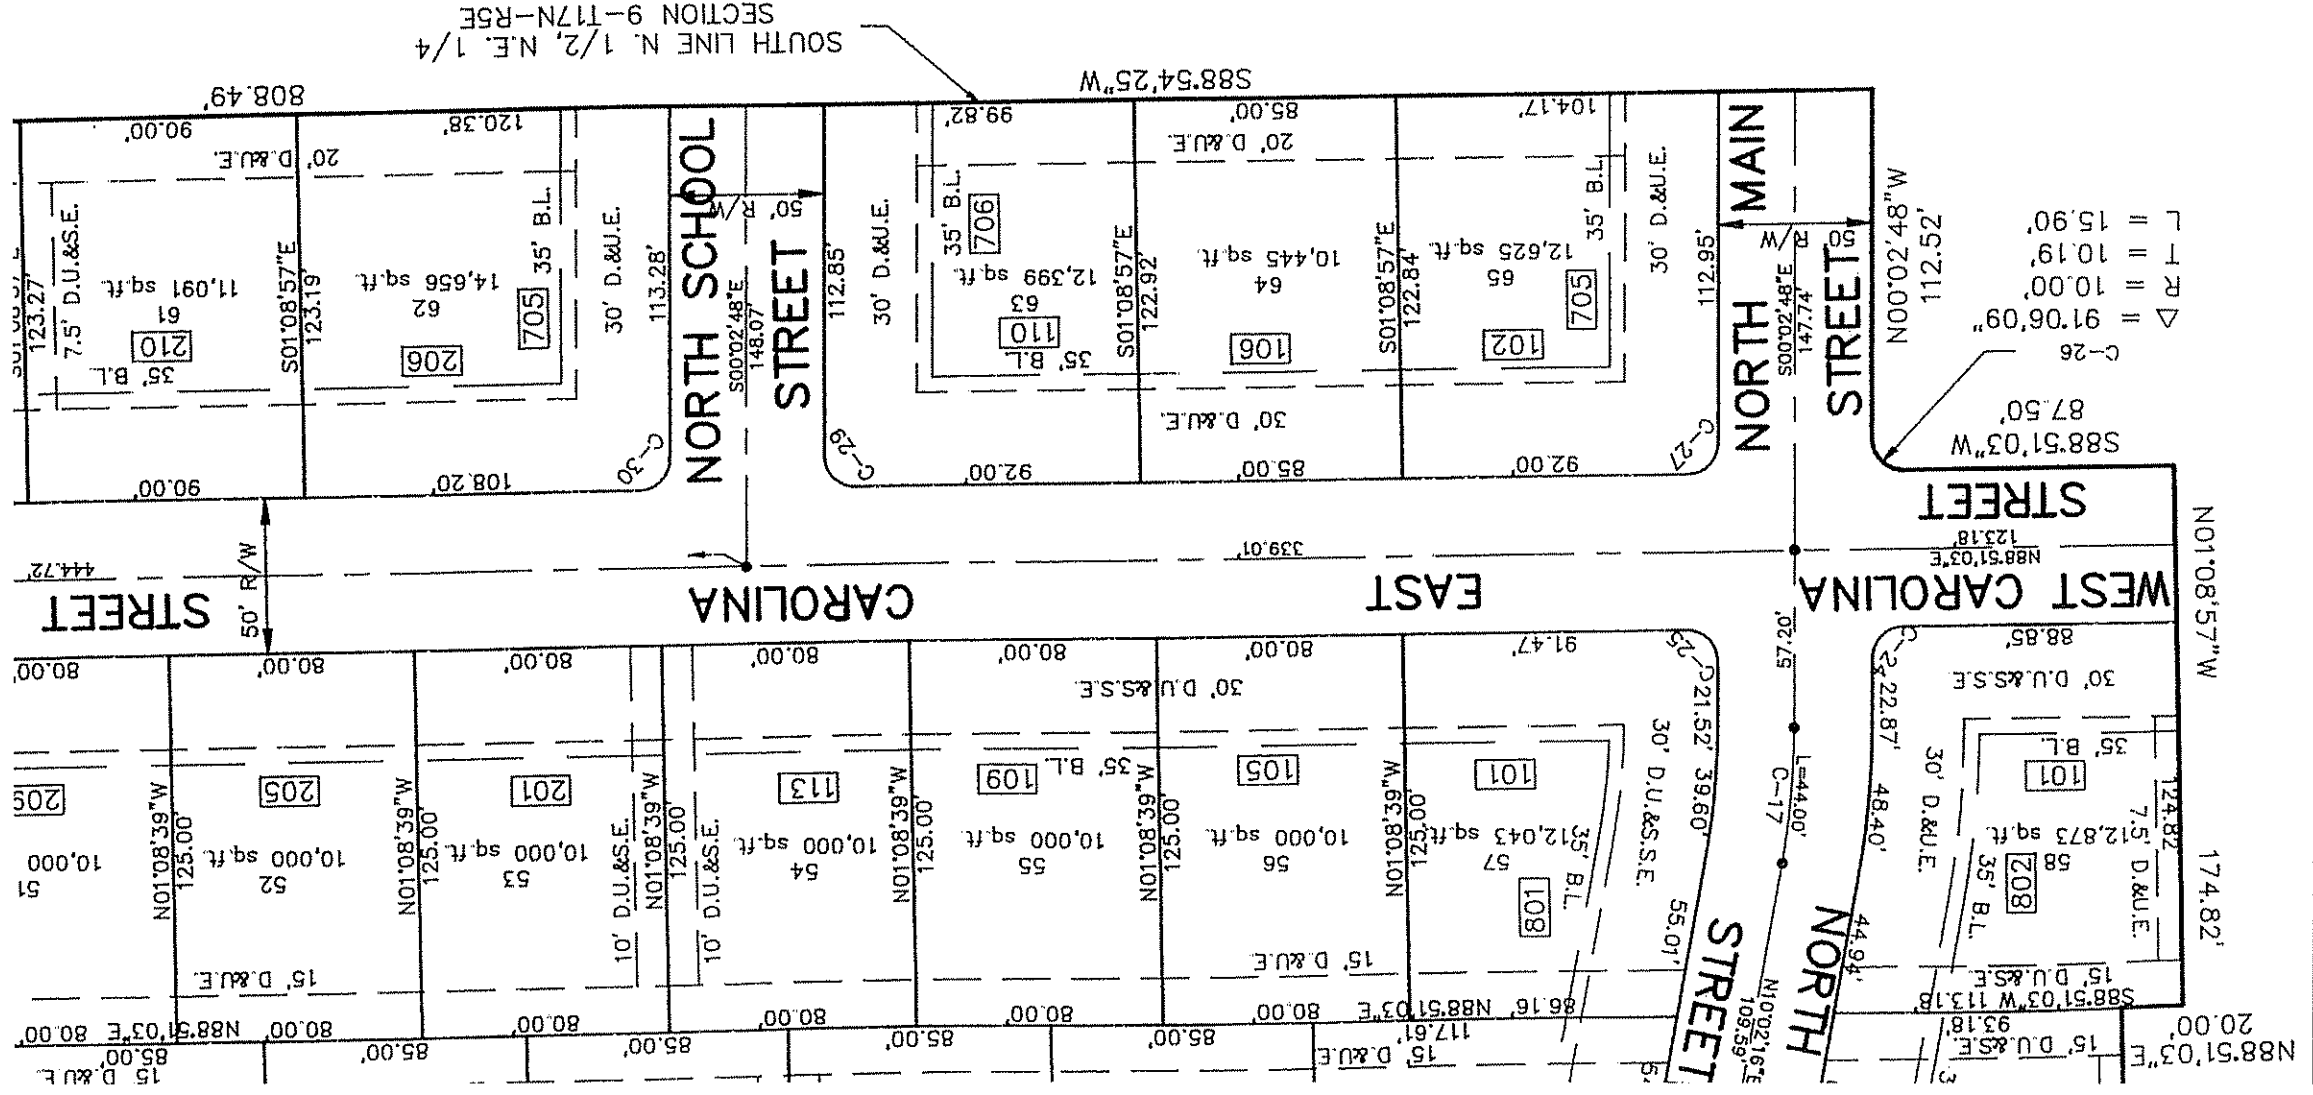 SOUTH LINE N. 1/2, N.E. 1/4
SECTION 9-T17N-R5E
808.49'
S88°54'25"W
90.00'
120.38'
99.82'
85.00'
104.17'
20' D.&U.E.
20' D.&U.E.
123.27'
7.5' D.U.&S.E.
61
11,091 sq.ft.
210
35' B.L.
S01°08'57"E
123.19'
62
14,656 sq.ft.
206
705
35' B.L.
30' D.&U.E.
113.28'
NORTH SCHOOL
STREET
50' R/W
S00°02'48"E
148.07'
112.85'
30' D.&U.E.
35' B.L.
706
63
12,399 sq.ft.
110
35' B.L.
S01°08'57"E
122.92'
64
10,445 sq.ft.
106
S01°08'57"E
122.84'
65
12,625 sq.ft.
102
705
35' B.L.
30' D.&U.E.
30' D.&U.E.
112.95'
NORTH MAIN
STREET
50' R/W
S00°02'48"E
147.74'
N00°02'48"W
112.52'
C-26
Δ = 91°06'09"
R = 10.00'
T = 10.19'
L = 15.90'
S88°51'03"W
87.50'
90.00'
108.20'
C-30
C-29
92.00'
85.00'
92.00'
C-27
444.72'
50' R/W
339.01'
EAST
CAROLINA
STREET
WEST CAROLINA
STREET
N88°51'03"E
123.18'
N01°08'57"W
174.82'
80.00'
80.00'
80.00'
80.00'
80.00'
80.00'
91.47'
C-25
88.85'
30' D.U.&S.S.E.
30' D.U.&S.S.E.
209
51
10,000
N01°08'39"W
125.00'
205
52
10,000 sq.ft.
N01°08'39"W
125.00'
201
53
10,000 sq.ft.
10' D.U.&S.E.
N01°08'39"W
125.00'
10' D.U.&S.E.
113
54
10,000 sq.ft.
N01°08'39"W
125.00'
109
35' B.L.
55
10,000 sq.ft.
N01°08'39"W
125.00'
105
56
10,000 sq.ft.
N01°08'39"W
125.00'
101
57
12,043 sq.ft.
801
35' B.L.
30' D.U.&S.S.E.
21.52'
39.60'
55.01'
57.20'
L=44.00'
C-17
22.87'
48.40'
44.94'
30' D.&U.E.
35' B.L.
101
58
12,873 sq.ft.
802
35' B.L.
7.5' D.&U.E.
124.82
NORTH
STREET
N10°02'16"E
109.59'
15' D.&U.E.
15' D.&U.E.
15' D.U.&S.E.
S88°51'03"W 113.18'
93.18'
15' D.U.&S.E.
N88°51'03"E
20.00'
N88°51'03"E 80.00
80.00'
80.00'
80.00'
80.00'
80.00'
86.16' N88°51'03"E
117.61'
15' D.&U.E.
85.00'
85.00'
85.00'
85.00'
85.00'
15' D.&U.E.